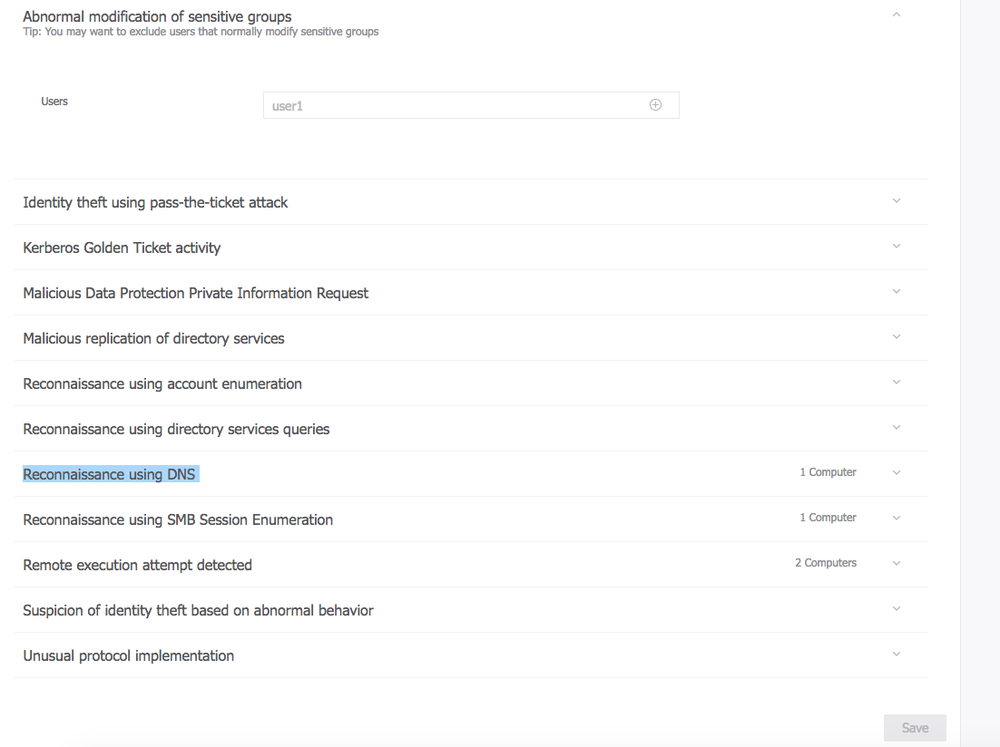 Abnormal modification of sensitive groups
Tip: You may want to exclude users that normally modify sensitive groups
Users
user1
Identity theft using pass-the-ticket attack
Kerberos Golden Ticket activity
Malicious Data Protection Private Information Request
Malicious replication of directory services
Reconnaissance using account enumeration
Reconnaissance using directory services queries
Reconnaissance using DNS 1 Computer
Reconnaissance using SMB Session Enumeration 1 Computer
Remote execution attempt detected 2 Computers
Suspicion of identity theft based on abnormal behavior
Unusual protocol implementation
Save